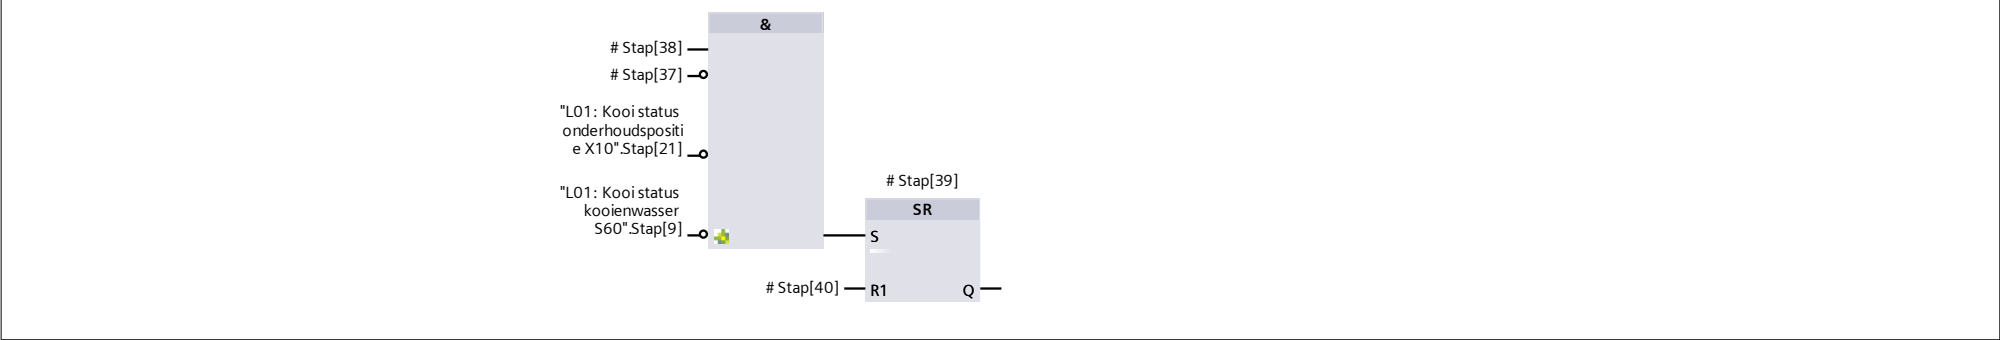 &
# Stap[38]
# Stap[37]
"L01: Kooi status
onderhoudspositi
e X10".Stap[21]
"L01: Kooi status
kooienwasser
S60".Stap[9]
# Stap[39]
SR
S
# Stap[40]
R1
Q